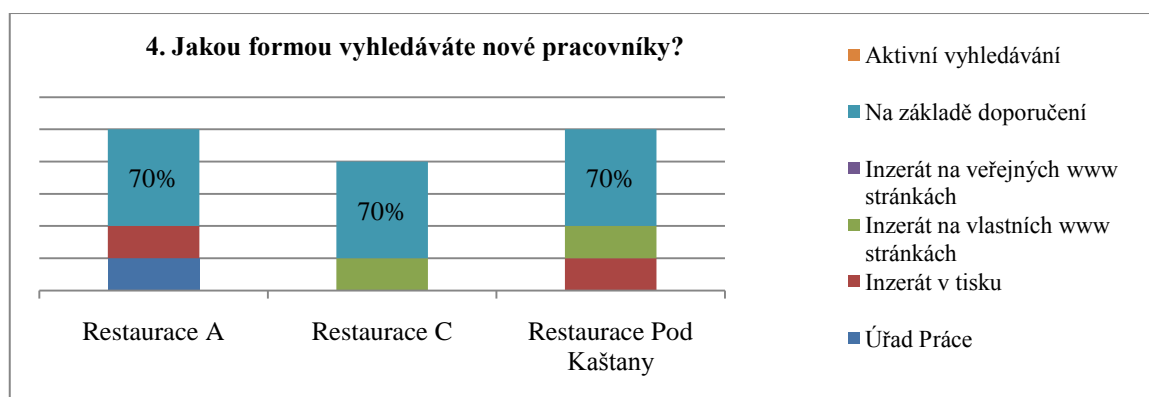 4. Jakou formou vyhledáváte nové pracovníky?
70%
70%
70%
Restaurace A
Restaurace C
Restaurace Pod
Kaštany
Aktivní vyhledávání
Na základě doporučení
Inzerát na veřejných www
stránkách
Inzerát na vlastních www
stránkách
Inzerát v tisku
Úřad Práce